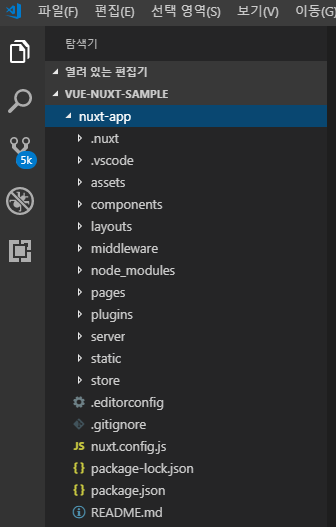 파일(F) 편집(E) 선택 영역(S) 보기(V) 이동(G)
탐색기
열려 있는 편집기
VUE-NUXT-SAMPLE
nuxt-app
.nuxt
.vscode
assets
components
layouts
5k
middleware
node_modules
pages
plugins
server
static
store
.editorconfig
.gitignore
JS nuxt.config.js
{ } package-lock.json
{ } package.json
README.md